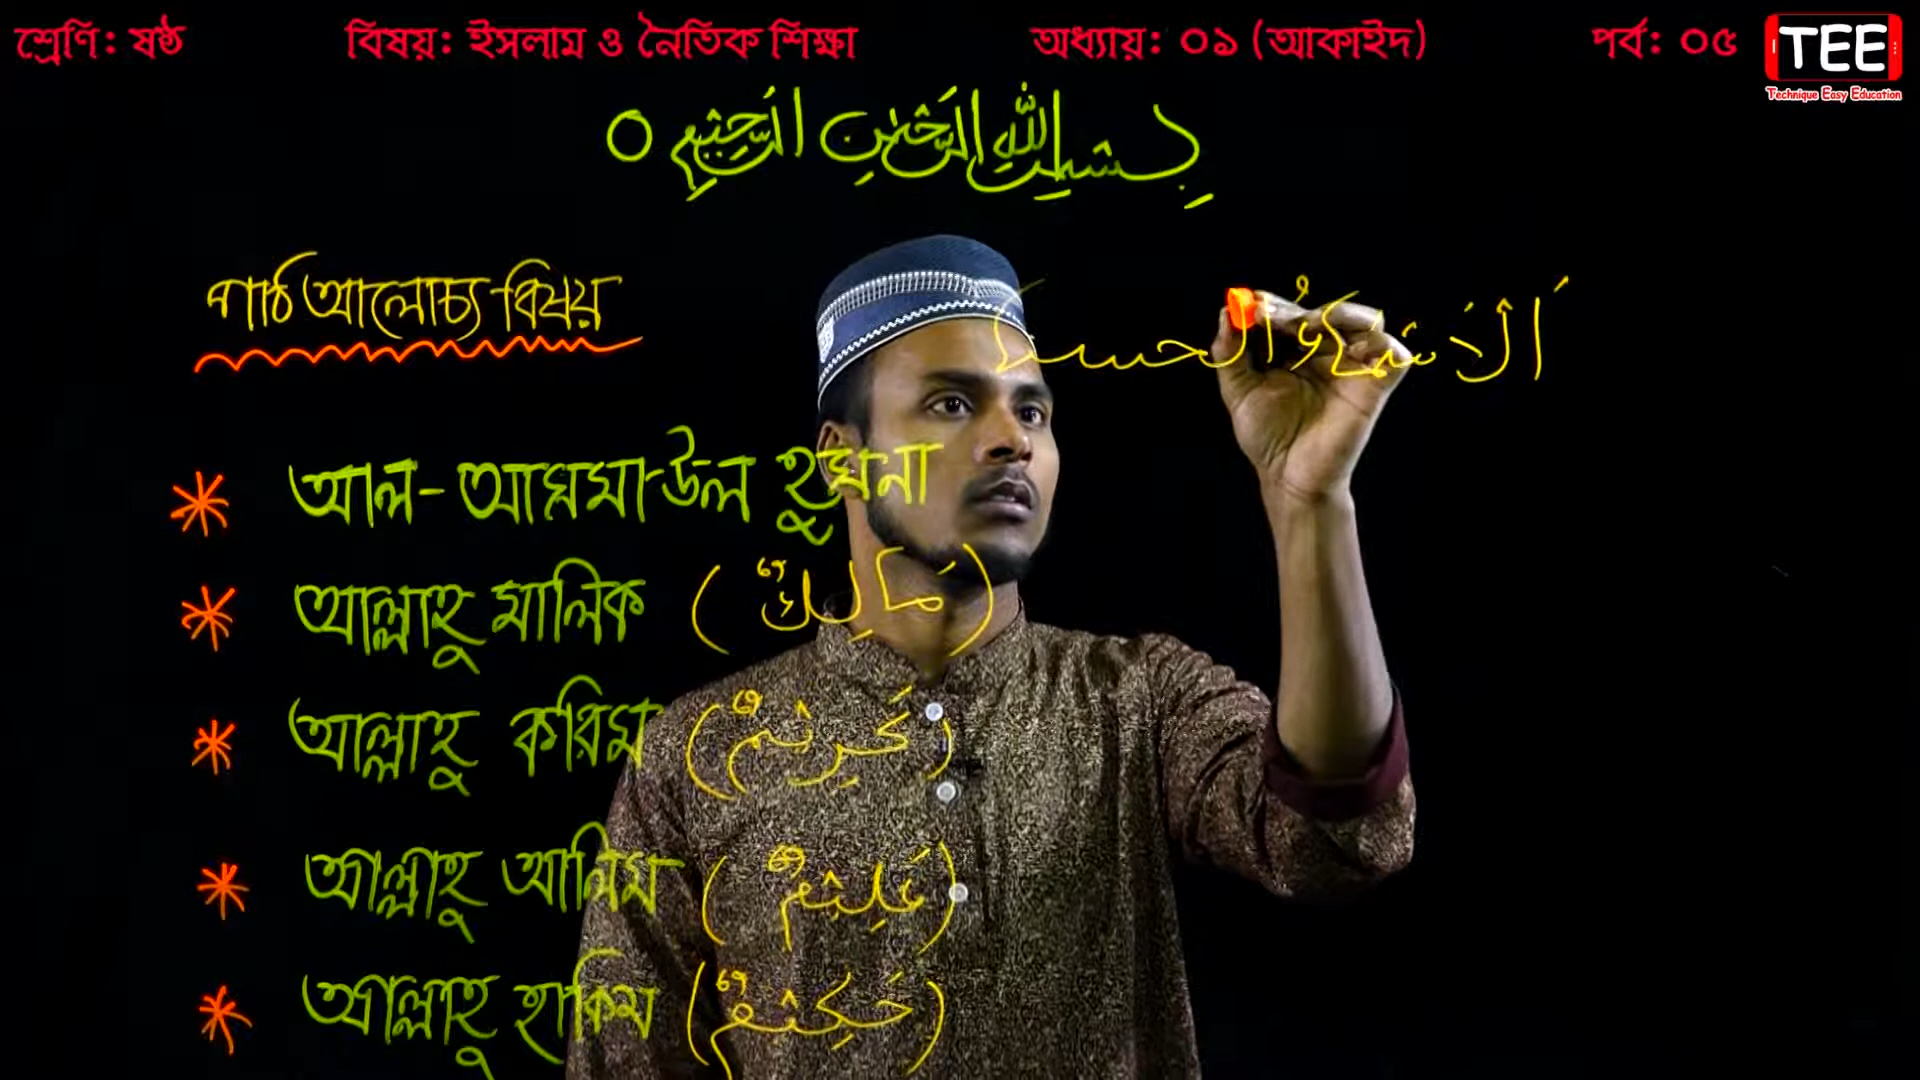 শ্রেণি: ষষ্ঠ বিষয়: ইসলাম ও নৈতিক শিক্ষা অধ্যায়: ০১ (আকাইদ) পর্ব: ০৫
TEE
Technique Easy Education
بِسْمِ اللّٰهِ الرَّحْمٰنِ الرَّحِيْمِ ○
পাঠ আলোচ্য বিষয়
اَلْاَسْمَاءُ الحسـ
* আল-আসমাউল হুসনা
* আল্লাহু মালিক (مَالِكٌ)
* আল্লাহু করিম (كَرِيْمٌ)
* আল্লাহু আলিম (عَلِيْمٌ)
* আল্লাহু হাকিম (حَكِيْمٌ)